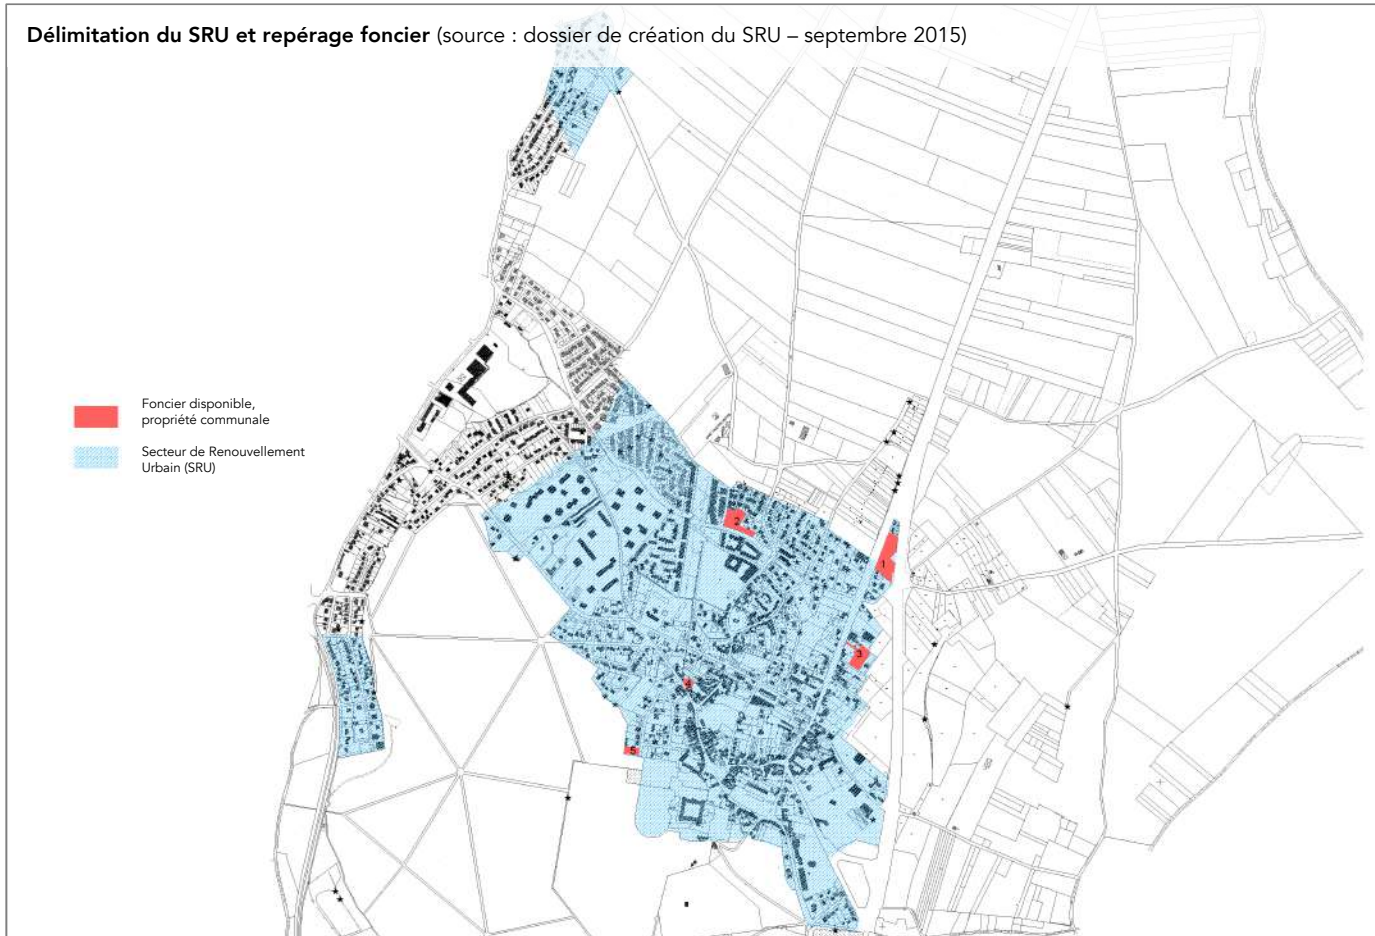 Délimitation du SRU et repérage foncier (source : dossier de création du SRU – septembre 2015)
Foncier disponible,
propriété communale
Secteur de Renouvellement
Urbain (SRU)
2
1
3
4
5